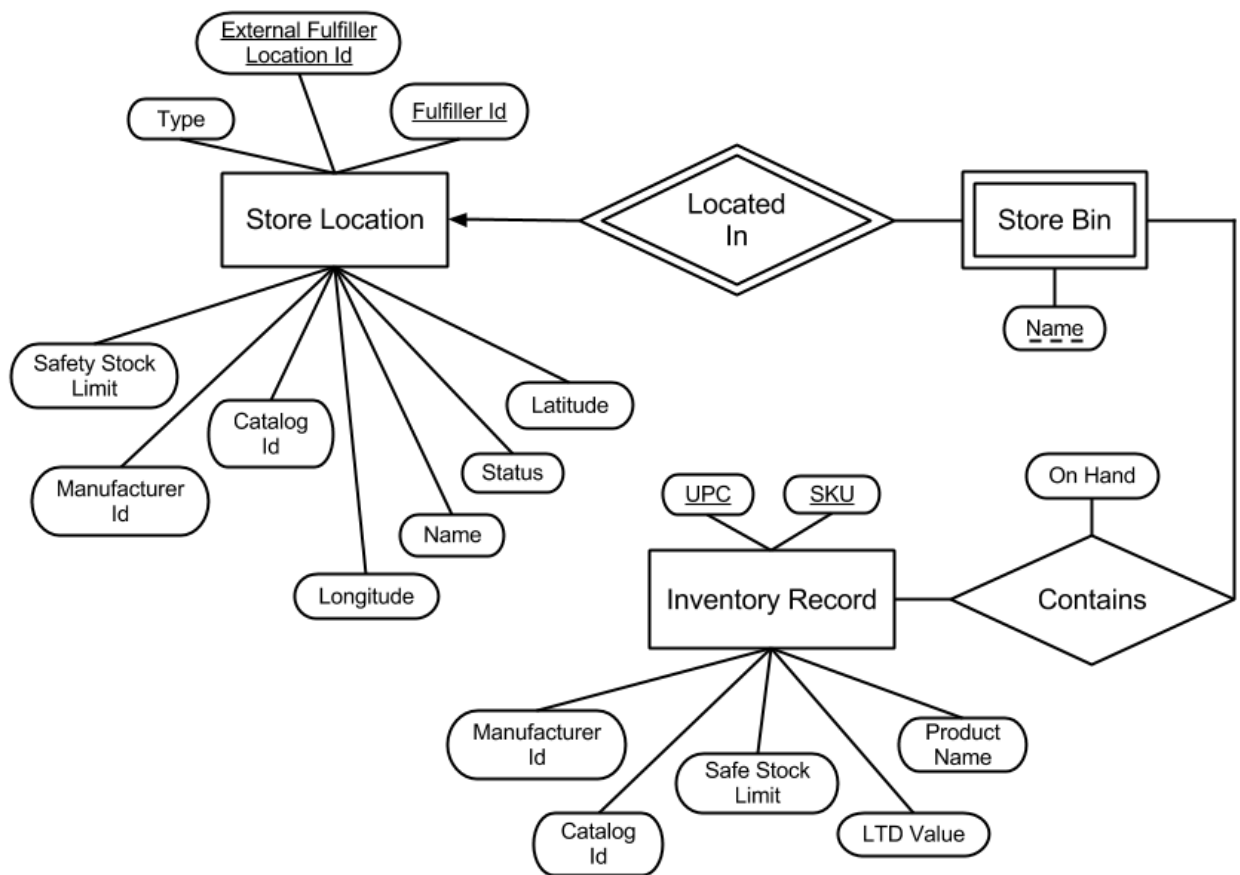 External Fulfiller
Location Id
Type
Fulfiller Id
Store Location
Located
In
Store Bin
Name
Safety Stock
Limit
Latitude
Catalog
Id
Status
Manufacturer
Id
Name
Longitude
UPC
SKU
On Hand
Inventory Record
Contains
Manufacturer
Id
Product
Name
Safe Stock
Limit
Catalog
Id
LTD Value